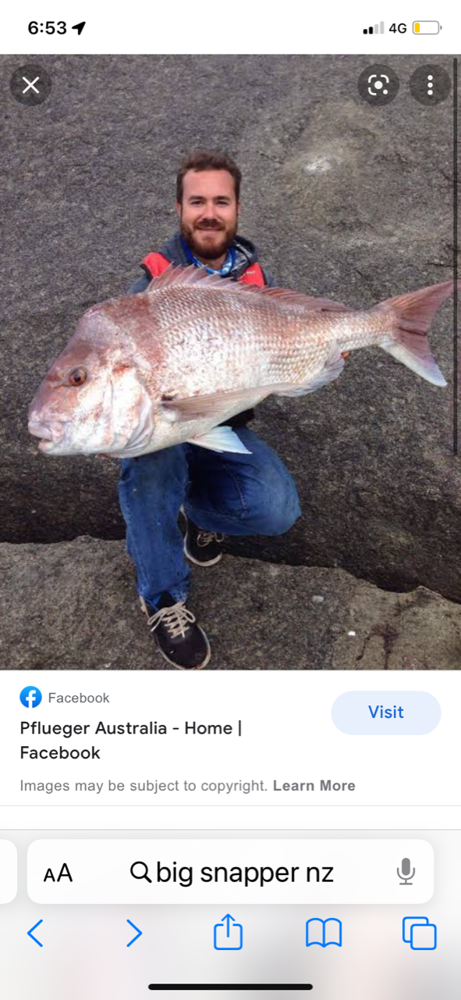 6:53
4G
Facebook
Pflueger Australia - Home |
Facebook
Visit
Images may be subject to copyright. Learn More
AA
big snapper nz